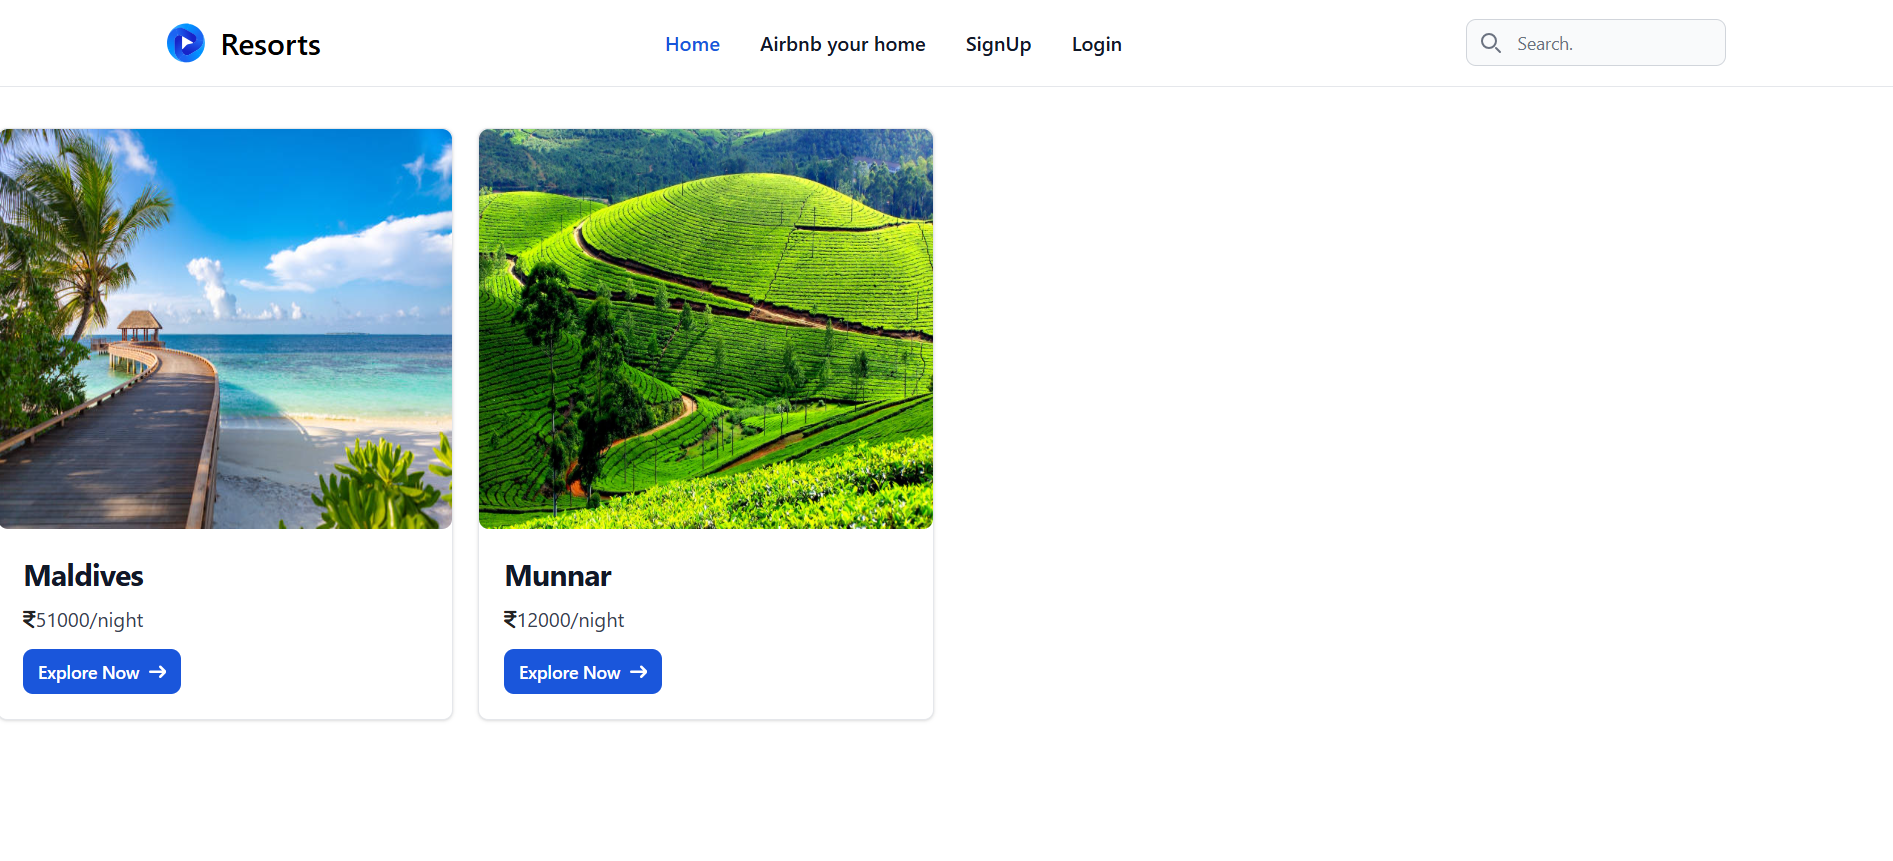 Resorts
Home Airbnb your home SignUp Login
Search.
Maldives
₹51000/night
Explore Now
Munnar
₹12000/night
Explore Now